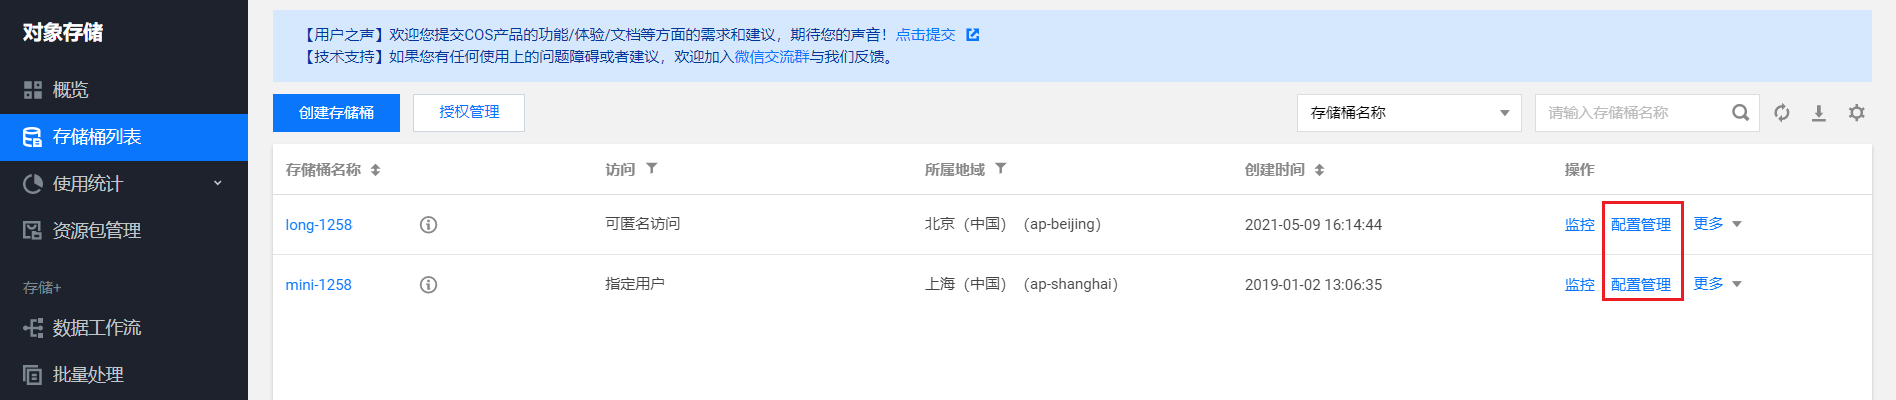 对象存储
概览
存储桶列表
使用统计
资源包管理
存储+
数据工作流
批量处理
【用户之声】欢迎您提交COS产品的功能/体验/文档等方面的需求和建议，期待您的声音！点击提交
【技术支持】如果您有任何使用上的问题障碍或者建议，欢迎加入微信交流群与我们反馈。
创建存储桶 授权管理 存储桶名称 请输入存储桶名称
存储桶名称 访问 所属地域 创建时间 操作
long-1258 可匿名访问 北京（中国）（ap-beijing） 2021-05-09 16:14:44 监控 配置管理 更多
mini-1258 指定用户 上海（中国）（ap-shanghai） 2019-01-02 13:06:35 监控 配置管理 更多